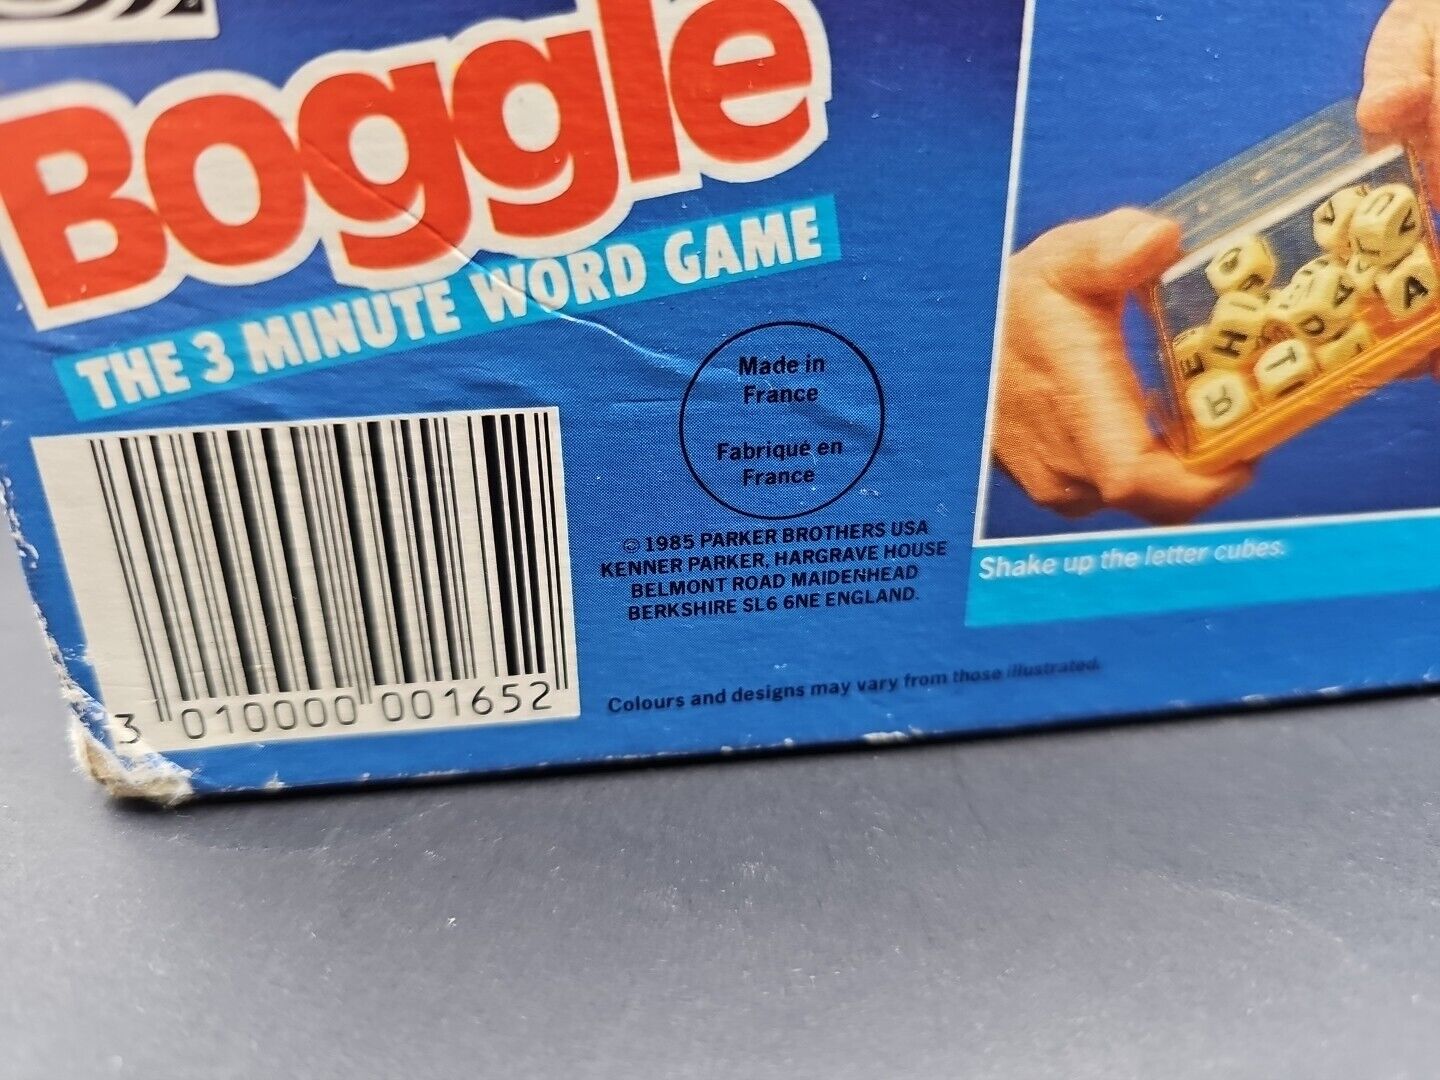 Boggle
THE 3 MINUTE WORD GAME
Made in
France
Fabriqué en
France
© 1985 PARKER BROTHERS USA
KENNER PARKER, HARGRAVE HOUSE
BELMONT ROAD MAIDENHEAD
BERKSHIRE SL6 6NE ENGLAND.
Shake up the letter cubes.
Colours and designs may vary from those illustrated.
3 010000 001652